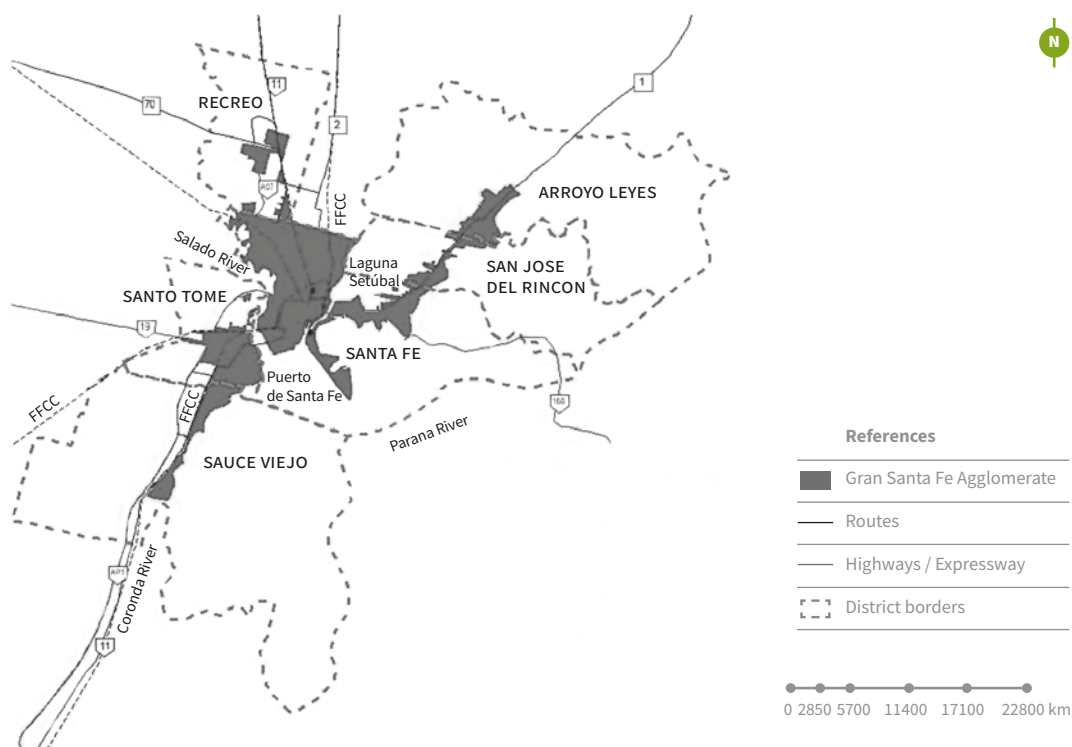 N
11
RECREO
70
2
1
A07
FFCC
ARROYO LEYES
Salado River
Laguna
Setúbal
SAN JOSE
DEL RINCON
SANTO TOME
19
SANTA FE
Puerto
de Santa Fe
FFCC
FFCC
168
Parana River
SAUCE VIEJO
AP1
Coronda River
11
References
Gran Santa Fe Agglomerate
Routes
Highways / Expressway
District borders
0 2850 5700 11400 17100 22800 km